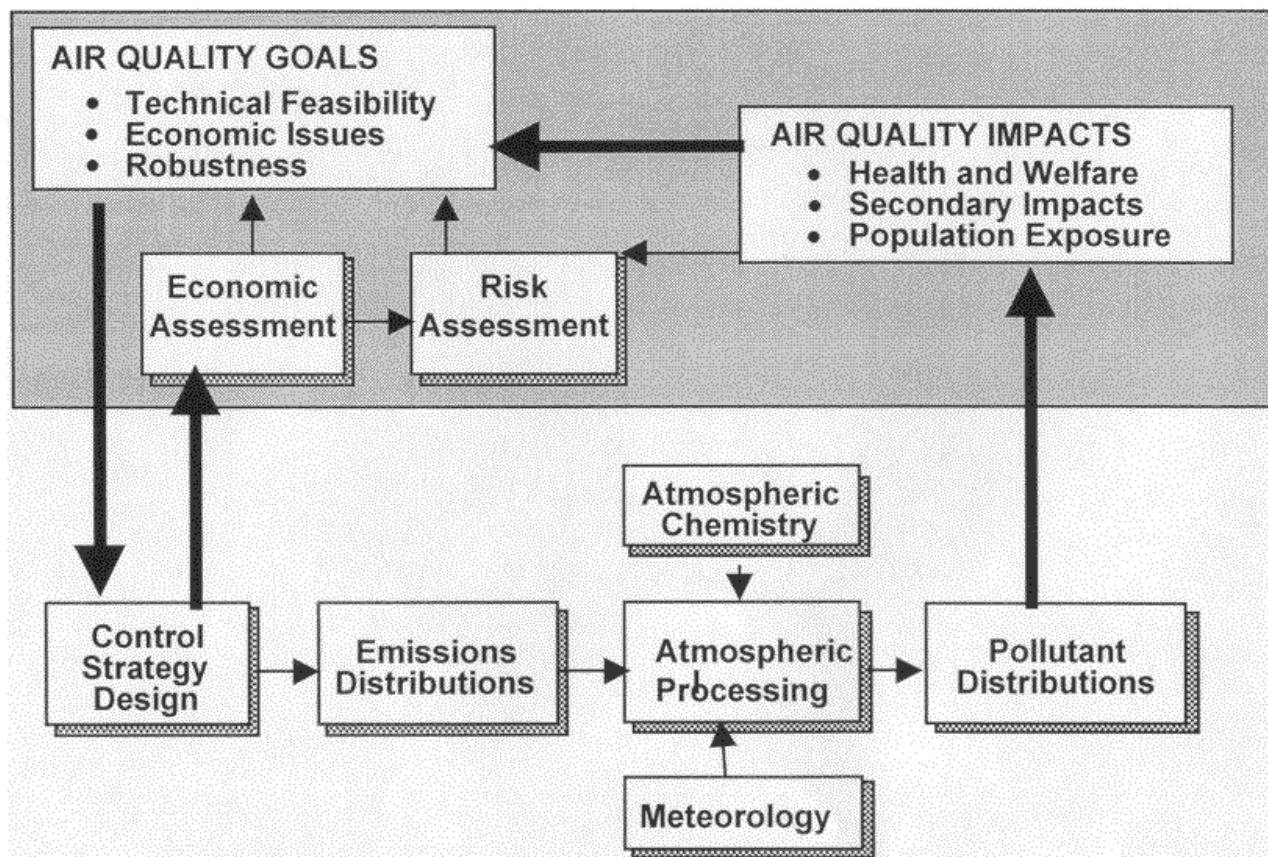 AIR QUALITY GOALS
• Technical Feasibility
• Economic Issues
• Robustness
AIR QUALITY IMPACTS
• Health and Welfare
• Secondary Impacts
• Population Exposure
Economic
Assessment
Risk
Assessment
Atmospheric
Chemistry
Control
Strategy
Design
Emissions
Distributions
Atmospheric
Processing
Pollutant
Distributions
Meteorology